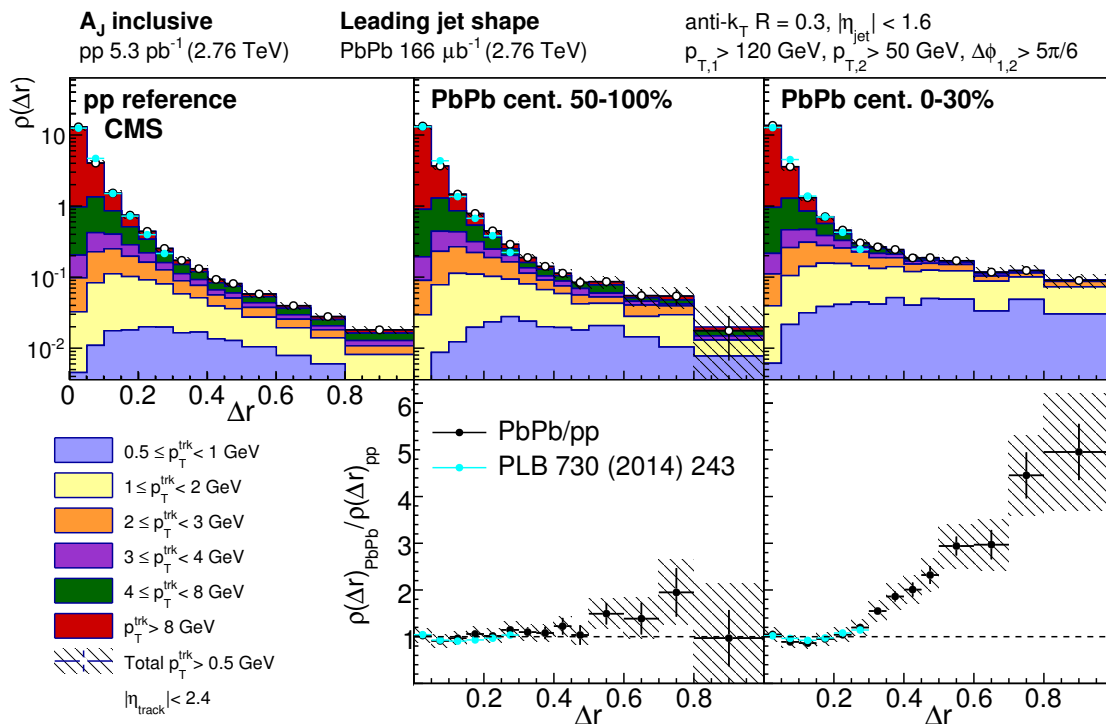 A_J inclusive
pp 5.3 pb⁻¹ (2.76 TeV)
Leading jet shape
PbPb 166 μb⁻¹ (2.76 TeV)
anti-k_T R = 0.3, |η_jet| < 1.6
p_T,1 > 120 GeV, p_T,2 > 50 GeV, Δϕ_1,2 > 5π/6
ρ(Δr)
pp reference
CMS
PbPb cent. 50-100%
PbPb cent. 0-30%
10
1
10⁻¹
10⁻²
0 0.2 0.4 0.6 0.8
Δr
0.5 ≤ p_T^trk < 1 GeV
1 ≤ p_T^trk < 2 GeV
2 ≤ p_T^trk < 3 GeV
3 ≤ p_T^trk < 4 GeV
4 ≤ p_T^trk < 8 GeV
p_T^trk > 8 GeV
Total p_T^trk > 0.5 GeV
|η_track| < 2.4
ρ(Δr)_PbPb / ρ(Δr)_pp
6
5
4
3
2
1
PbPb/pp
PLB 730 (2014) 243
0.2 0.4 0.6 0.8
Δr
0.2 0.4 0.6 0.8
Δr